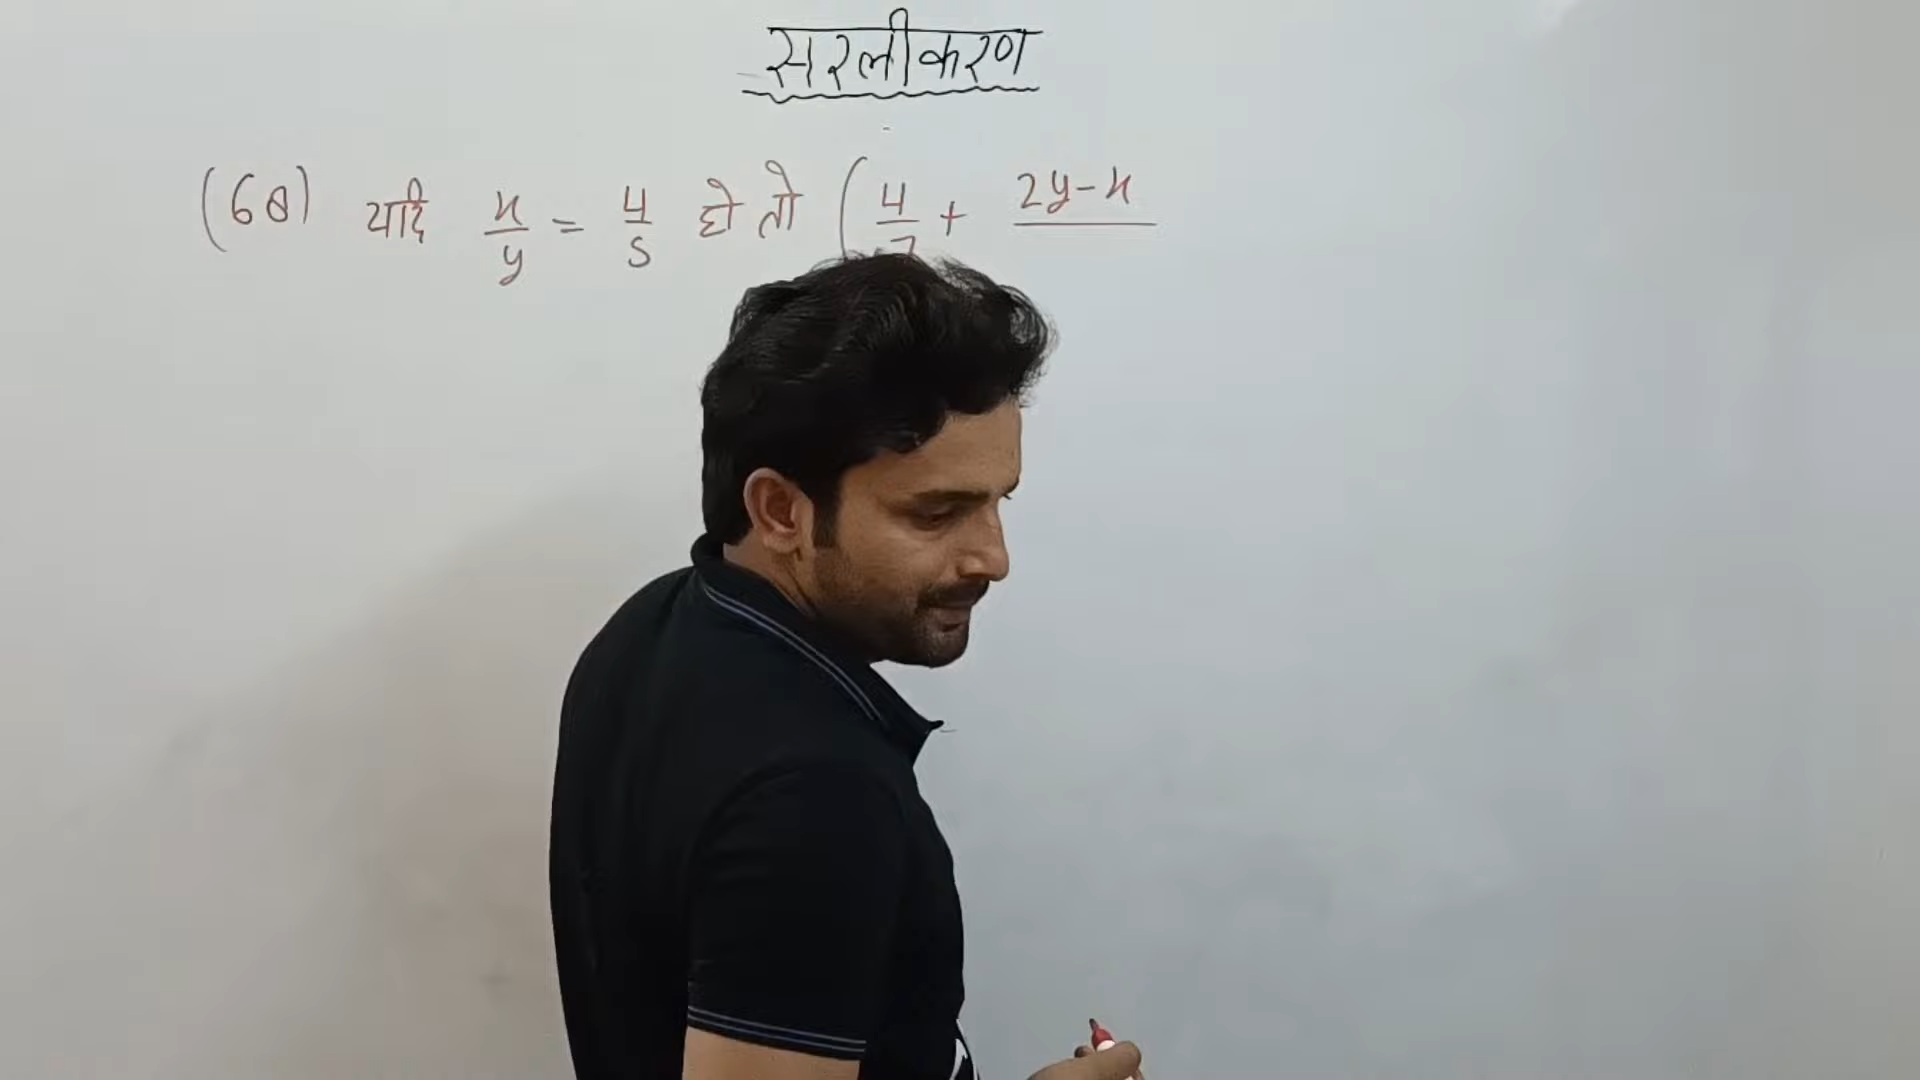 सरलीकरण
(68) यदि x/y = 4/5 हो तो ( 4/7 + 2y-x